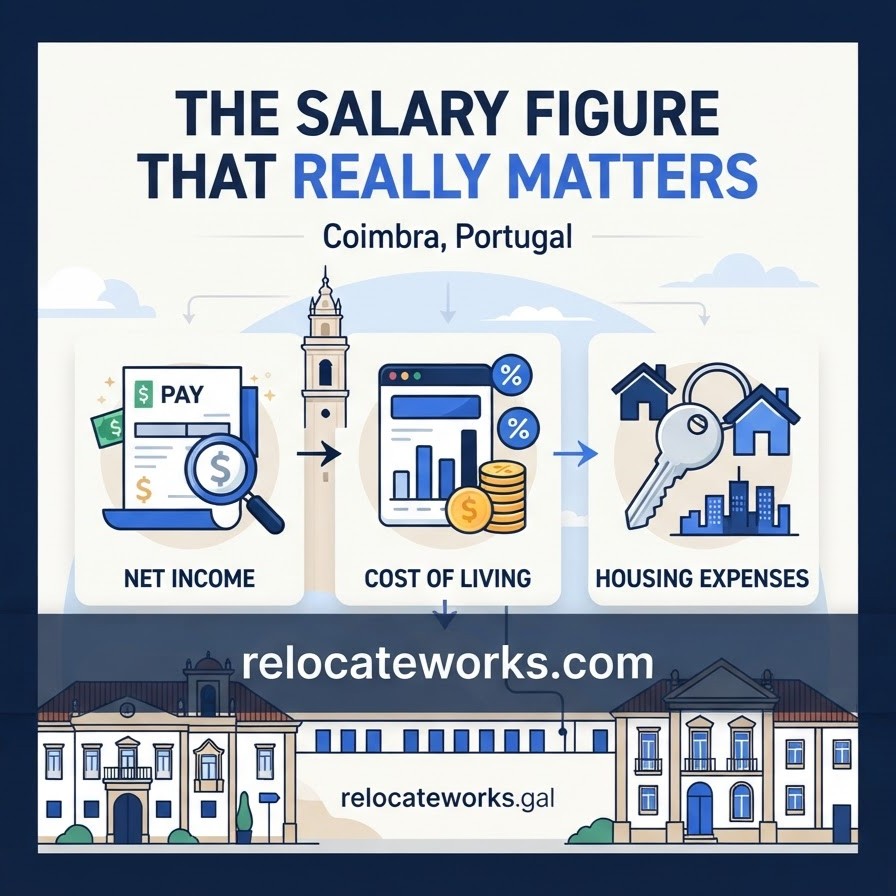 THE SALARY FIGURE
THAT REALLY MATTERS
Coimbra, Portugal
$ PAY
$
$
$
%
%
%
$
NET INCOME
COST OF LIVING
HOUSING EXPENSES
relocateworks.com
relocateworks.gal